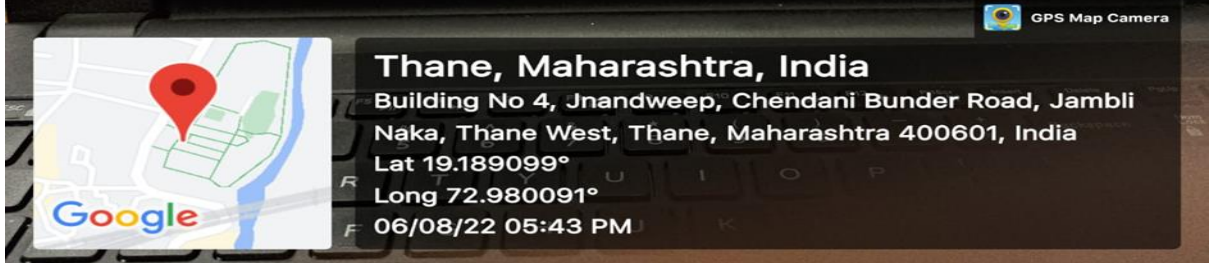 GPS Map Camera
Thane, Maharashtra, India
Building No 4, Jnandweep, Chendani Bunder Road, Jambli
Naka, Thane West, Thane, Maharashtra 400601, India
Lat 19.189099°
Long 72.980091°
06/08/22 05:43 PM
Google
R T Y U I O P
F K